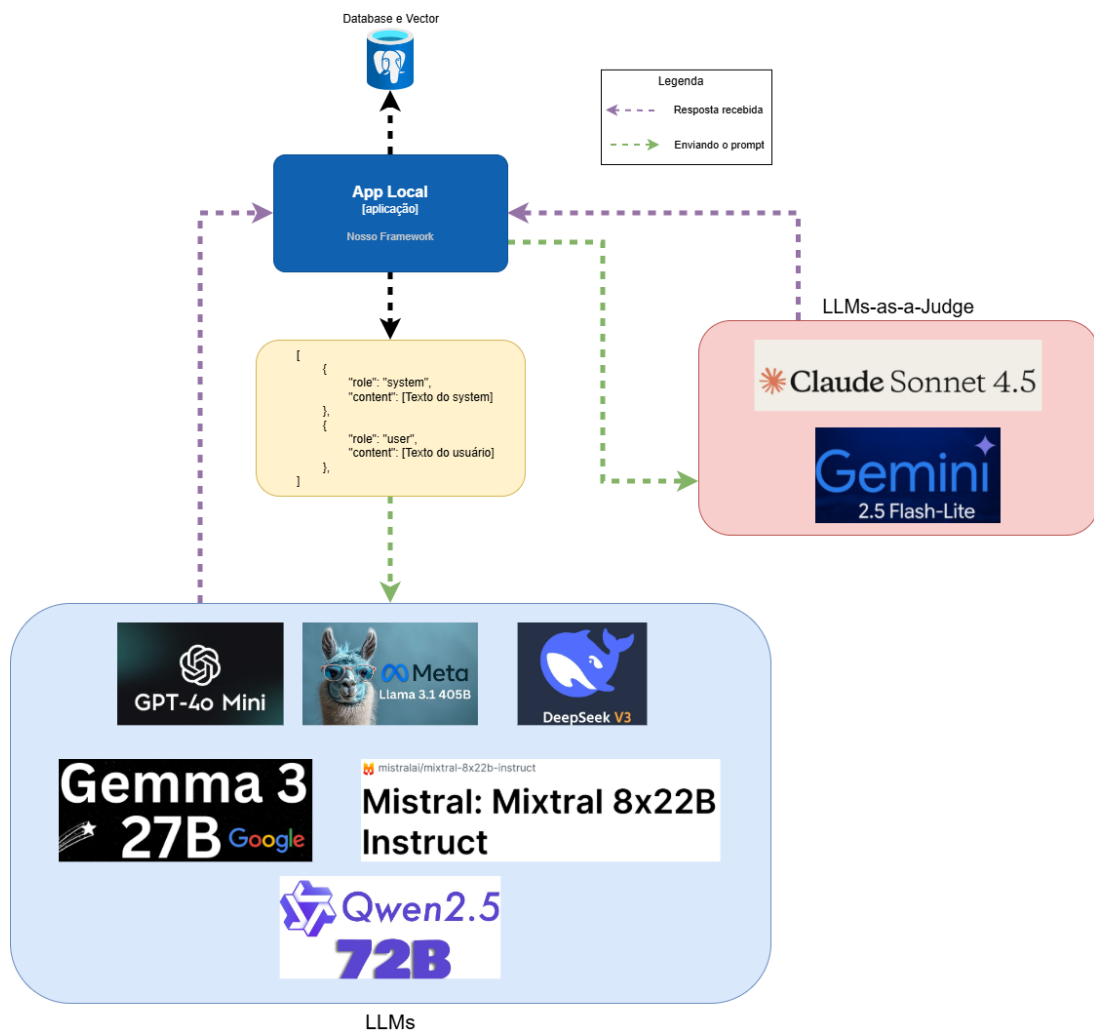 Database e Vector
Legenda
Resposta recebida
Enviando o prompt
App Local
[aplicação]
Nosso Framework
LLMs-as-a-Judge
Claude Sonnet 4.5
Gemini
2.5 Flash-Lite
[
{
"role": "system",
"content": [Texto do system]
},
{
"role": "user",
"content": [Texto do usuário]
},
]
GPT-4o Mini
Meta
Llama 3.1 405B
DeepSeek V3
Gemma 3
27B Google
mistralai/mixtral-8x22b-instruct
Mistral: Mixtral 8x22B
Instruct
Qwen2.5
72B
LLMs